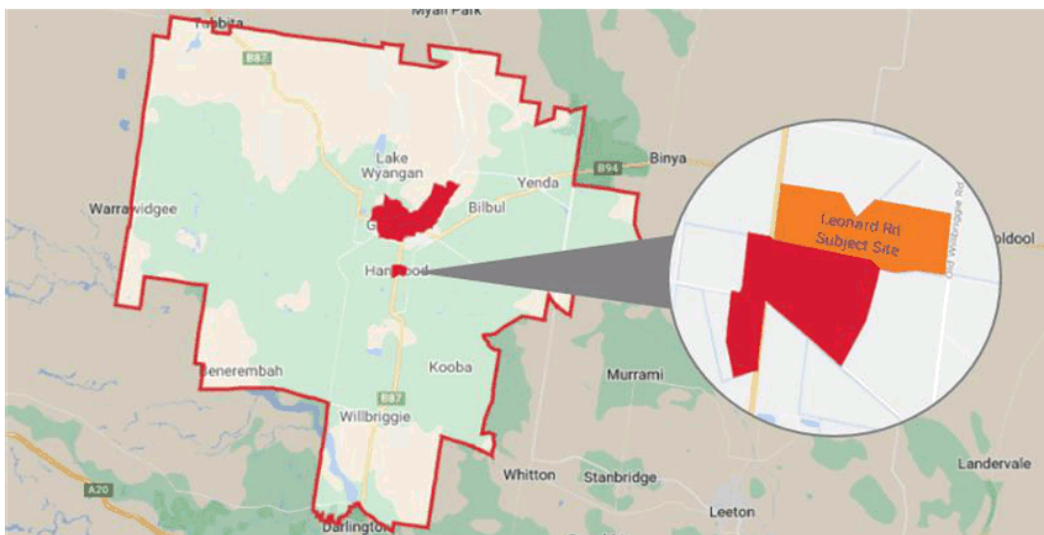 Myall Park
Tabbita
B87
Lake
Wyangan
Binya
B94
Yenda
Warrawidgee
Bilbul
Leonard Rd
Subject Site
Old Willbriggie Rd
Kooba
Murrami
Benerembah
B87
Willbriggie
Whitton
Stanbridge
Landervale
A20
Leeton
Darlington